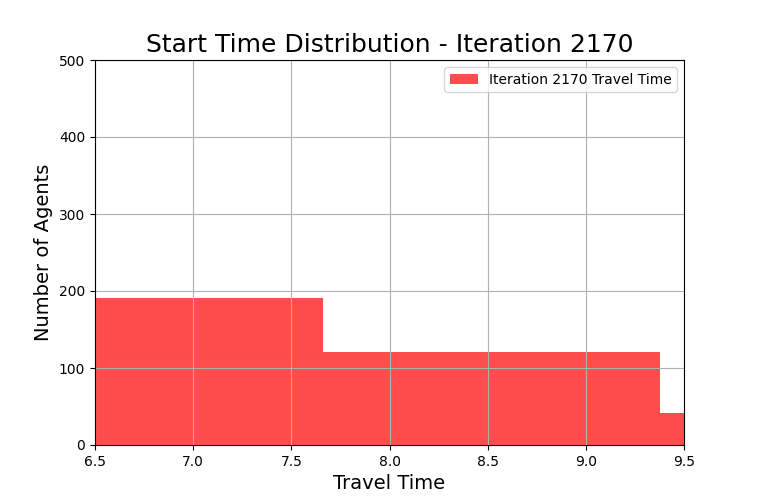 Start Time Distribution - Iteration 2170
Iteration 2170 Travel Time
Number of Agents
500
400
300
200
100
0
6.5 7.0 7.5 8.0 8.5 9.0 9.5
Travel Time